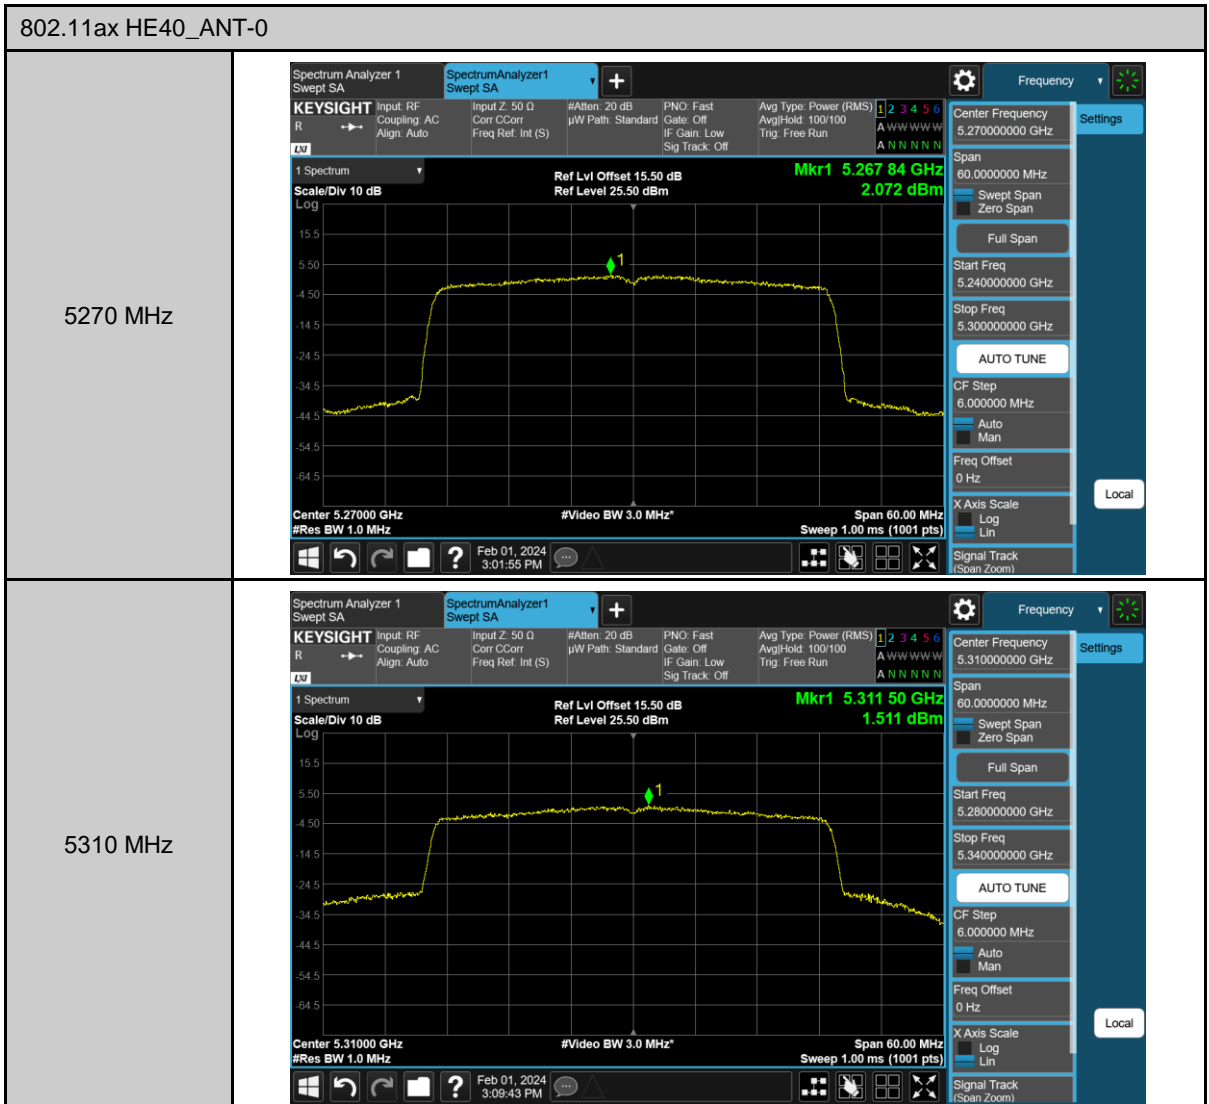 802.11ax HE40_ANT-0
5270 MHz
Spectrum Analyzer 1
Swept SA
SpectrumAnalyzer1
Swept SA
Frequency
KEYSIGHT
R
LXI
Input: RF
Coupling: AC
Align: Auto
Input Z: 50 Ω
Corr CCorr
Freq Ref: Int (S)
#Atten: 20 dB
µW Path: Standard
PNO: Fast
Gate: Off
IF Gain: Low
Sig Track: Off
Avg Type: Power (RMS)
Avg|Hold: 100/100
Trig: Free Run
1 2 3 4 5 6
A W W W W W
A N N N N N
1 Spectrum
Scale/Div 10 dB
Log
Ref Lvl Offset 15.50 dB
Ref Level 25.50 dBm
Mkr1 5.267 84 GHz
2.072 dBm
15.5
5.50
-4.50
-14.5
-24.5
-34.5
-44.5
-54.5
-64.5
1
Center 5.27000 GHz
#Res BW 1.0 MHz
#Video BW 3.0 MHz*
Span 60.00 MHz
Sweep 1.00 ms (1001 pts)
Feb 01, 2024
3:01:55 PM
Center Frequency
5.270000000 GHz
Settings
Span
60.0000000 MHz
Swept Span
Zero Span
Full Span
Start Freq
5.240000000 GHz
Stop Freq
5.300000000 GHz
AUTO TUNE
CF Step
6.000000 MHz
Auto
Man
Freq Offset
0 Hz
X Axis Scale
Log
Lin
Signal Track
(Span Zoom)
Local
5310 MHz
Spectrum Analyzer 1
Swept SA
SpectrumAnalyzer1
Swept SA
Frequency
KEYSIGHT
R
LXI
Input: RF
Coupling: AC
Align: Auto
Input Z: 50 Ω
Corr CCorr
Freq Ref: Int (S)
#Atten: 20 dB
µW Path: Standard
PNO: Fast
Gate: Off
IF Gain: Low
Sig Track: Off
Avg Type: Power (RMS)
Avg|Hold: 100/100
Trig: Free Run
1 2 3 4 5 6
A W W W W W
A N N N N N
1 Spectrum
Scale/Div 10 dB
Log
Ref Lvl Offset 15.50 dB
Ref Level 25.50 dBm
Mkr1 5.311 50 GHz
1.511 dBm
15.5
5.50
-4.50
-14.5
-24.5
-34.5
-44.5
-54.5
-64.5
1
Center 5.31000 GHz
#Res BW 1.0 MHz
#Video BW 3.0 MHz*
Span 60.00 MHz
Sweep 1.00 ms (1001 pts)
Feb 01, 2024
3:09:43 PM
Center Frequency
5.310000000 GHz
Settings
Span
60.0000000 MHz
Swept Span
Zero Span
Full Span
Start Freq
5.280000000 GHz
Stop Freq
5.340000000 GHz
AUTO TUNE
CF Step
6.000000 MHz
Auto
Man
Freq Offset
0 Hz
X Axis Scale
Log
Lin
Signal Track
(Span Zoom)
Local